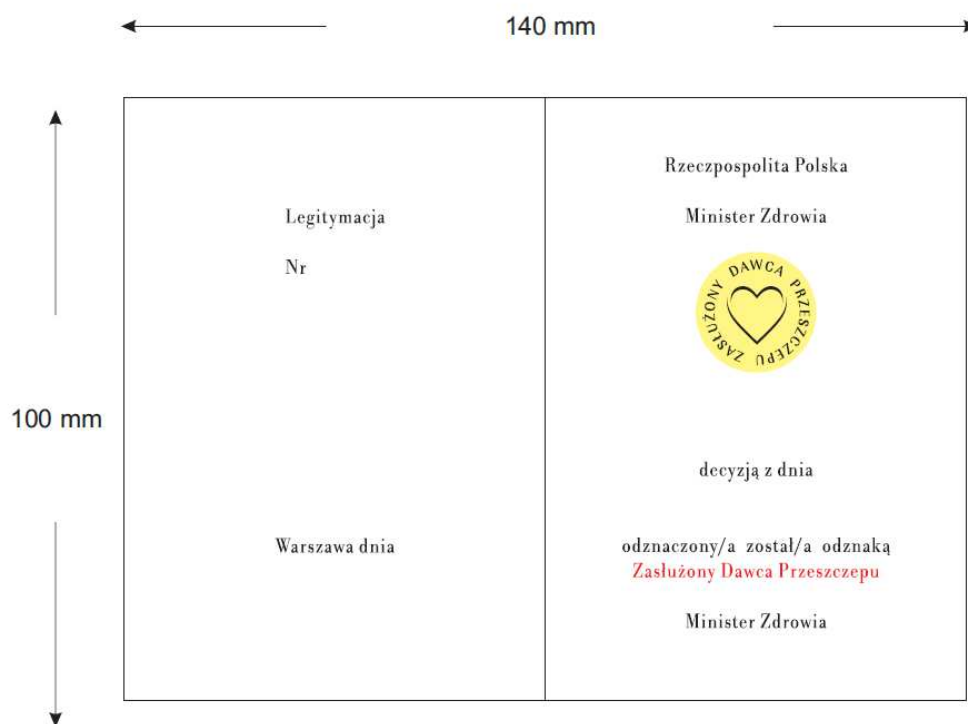 140 mm
100 mm
Legitymacja
Nr
Warszawa dnia
Rzeczpospolita Polska
Minister Zdrowia
ZASŁUŻONY DAWCA PRZESZCZEPU
decyzją z dnia
odznaczony/a został/a odznaką
Zasłużony Dawca Przeszczepu
Minister Zdrowia